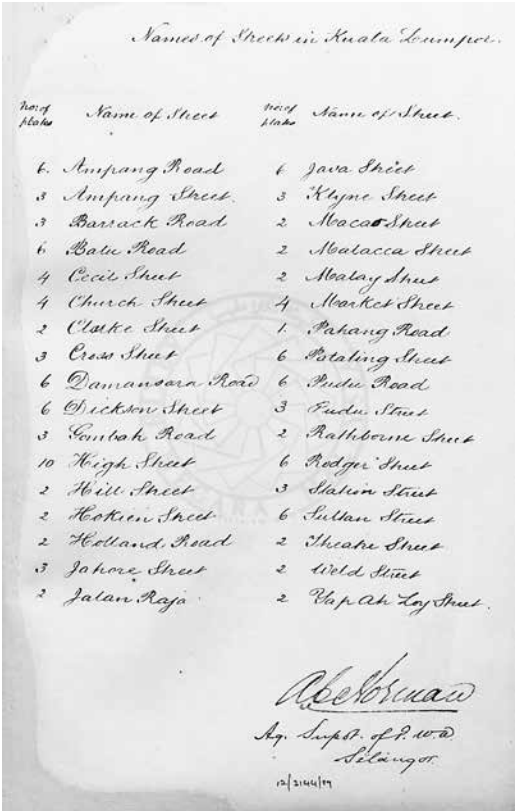 Names of Streets in Kuala Lumpor.
No: of plates Name of Street
No: of plates Name of Street.
6. Ampang Road
3 Ampang Street.
3 Barrack Road
6 Batu Road
4 Cecil Street
4 Church Street
2 Clarke Street
3 Cross Street
6 Damansara Road
6 Dickson Street
3 Gombak Road
10 High Street
2 Hill Street
2 Hokien Street
2 Holland Road
3 Johore Street
2 Jalan Raja.
6 Java Street
3 Klyne Street
2 Macao Street
2 Malacca Street
2 Malay Street
4 Market Street
1. Pahang Road
6 Petaling Street
6 Pudu Road
3 Pudu Street
2 Rathborne Street
6 Rodger Street
3 Station Street
6 Sultan Street
2 Theatre Street
2 Weld Street
2 Yap Ah Loy Street.
Norman
Ag. Supdt. of P.W.D.
Selangor.